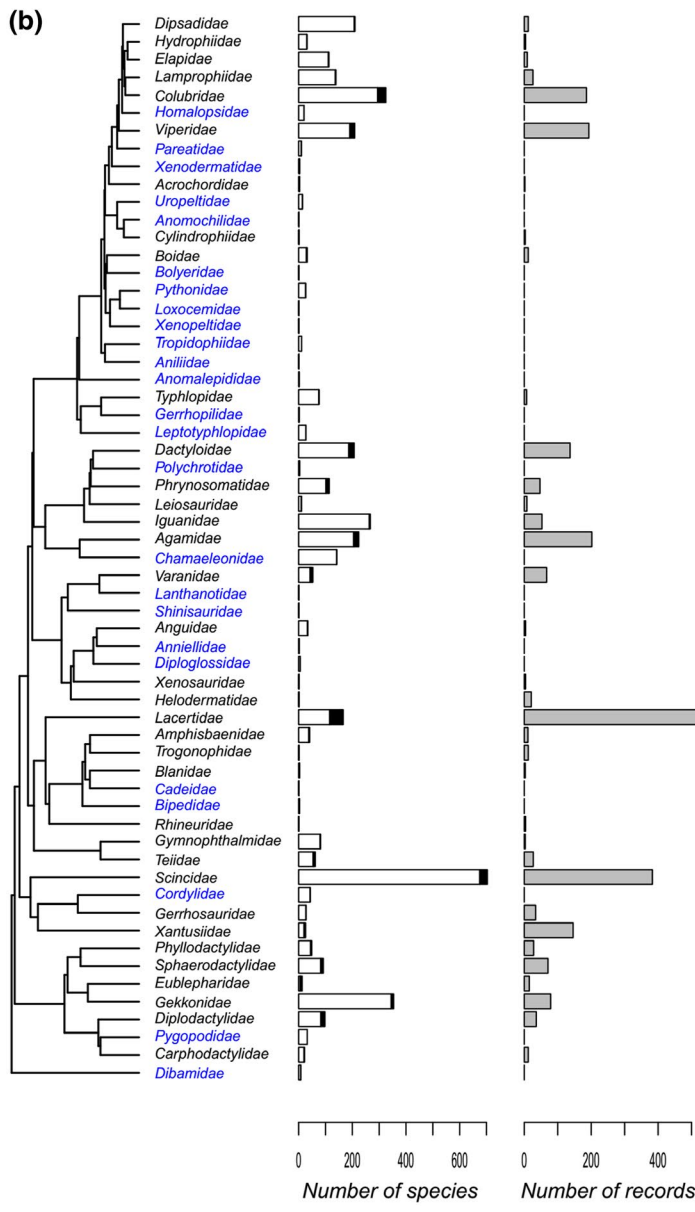 (b)
Dipsadidae
Hydrophiidae
Elapidae
Lamprophiidae
Colubridae
Homalopsidae
Viperidae
Pareatidae
Xenodermatidae
Acrochordidae
Uropeltidae
Anomochilidae
Cylindrophiidae
Boidae
Bolyeridae
Pythonidae
Loxocemidae
Xenopeltidae
Tropidophiidae
Aniliidae
Anomalepididae
Typhlopidae
Gerrhopilidae
Leptotyphlopidae
Dactyloidae
Polychrotidae
Phrynosomatidae
Leiosauridae
Iguanidae
Agamidae
Chamaeleonidae
Varanidae
Lanthanotidae
Shinisauridae
Anguidae
Anniellidae
Diploglossidae
Xenosauridae
Helodermatidae
Lacertidae
Amphisbaenidae
Trogonophidae
Blanidae
Cadeidae
Bipedidae
Rhineuridae
Gymnophthalmidae
Teiidae
Scincidae
Cordylidae
Gerrhosauridae
Xantusiidae
Phyllodactylidae
Sphaerodactylidae
Eublepharidae
Gekkonidae
Diplodactylidae
Pygopodidae
Carphodactylidae
Dibamidae
0 200 400 600
Number of species
0 200 400
Number of records